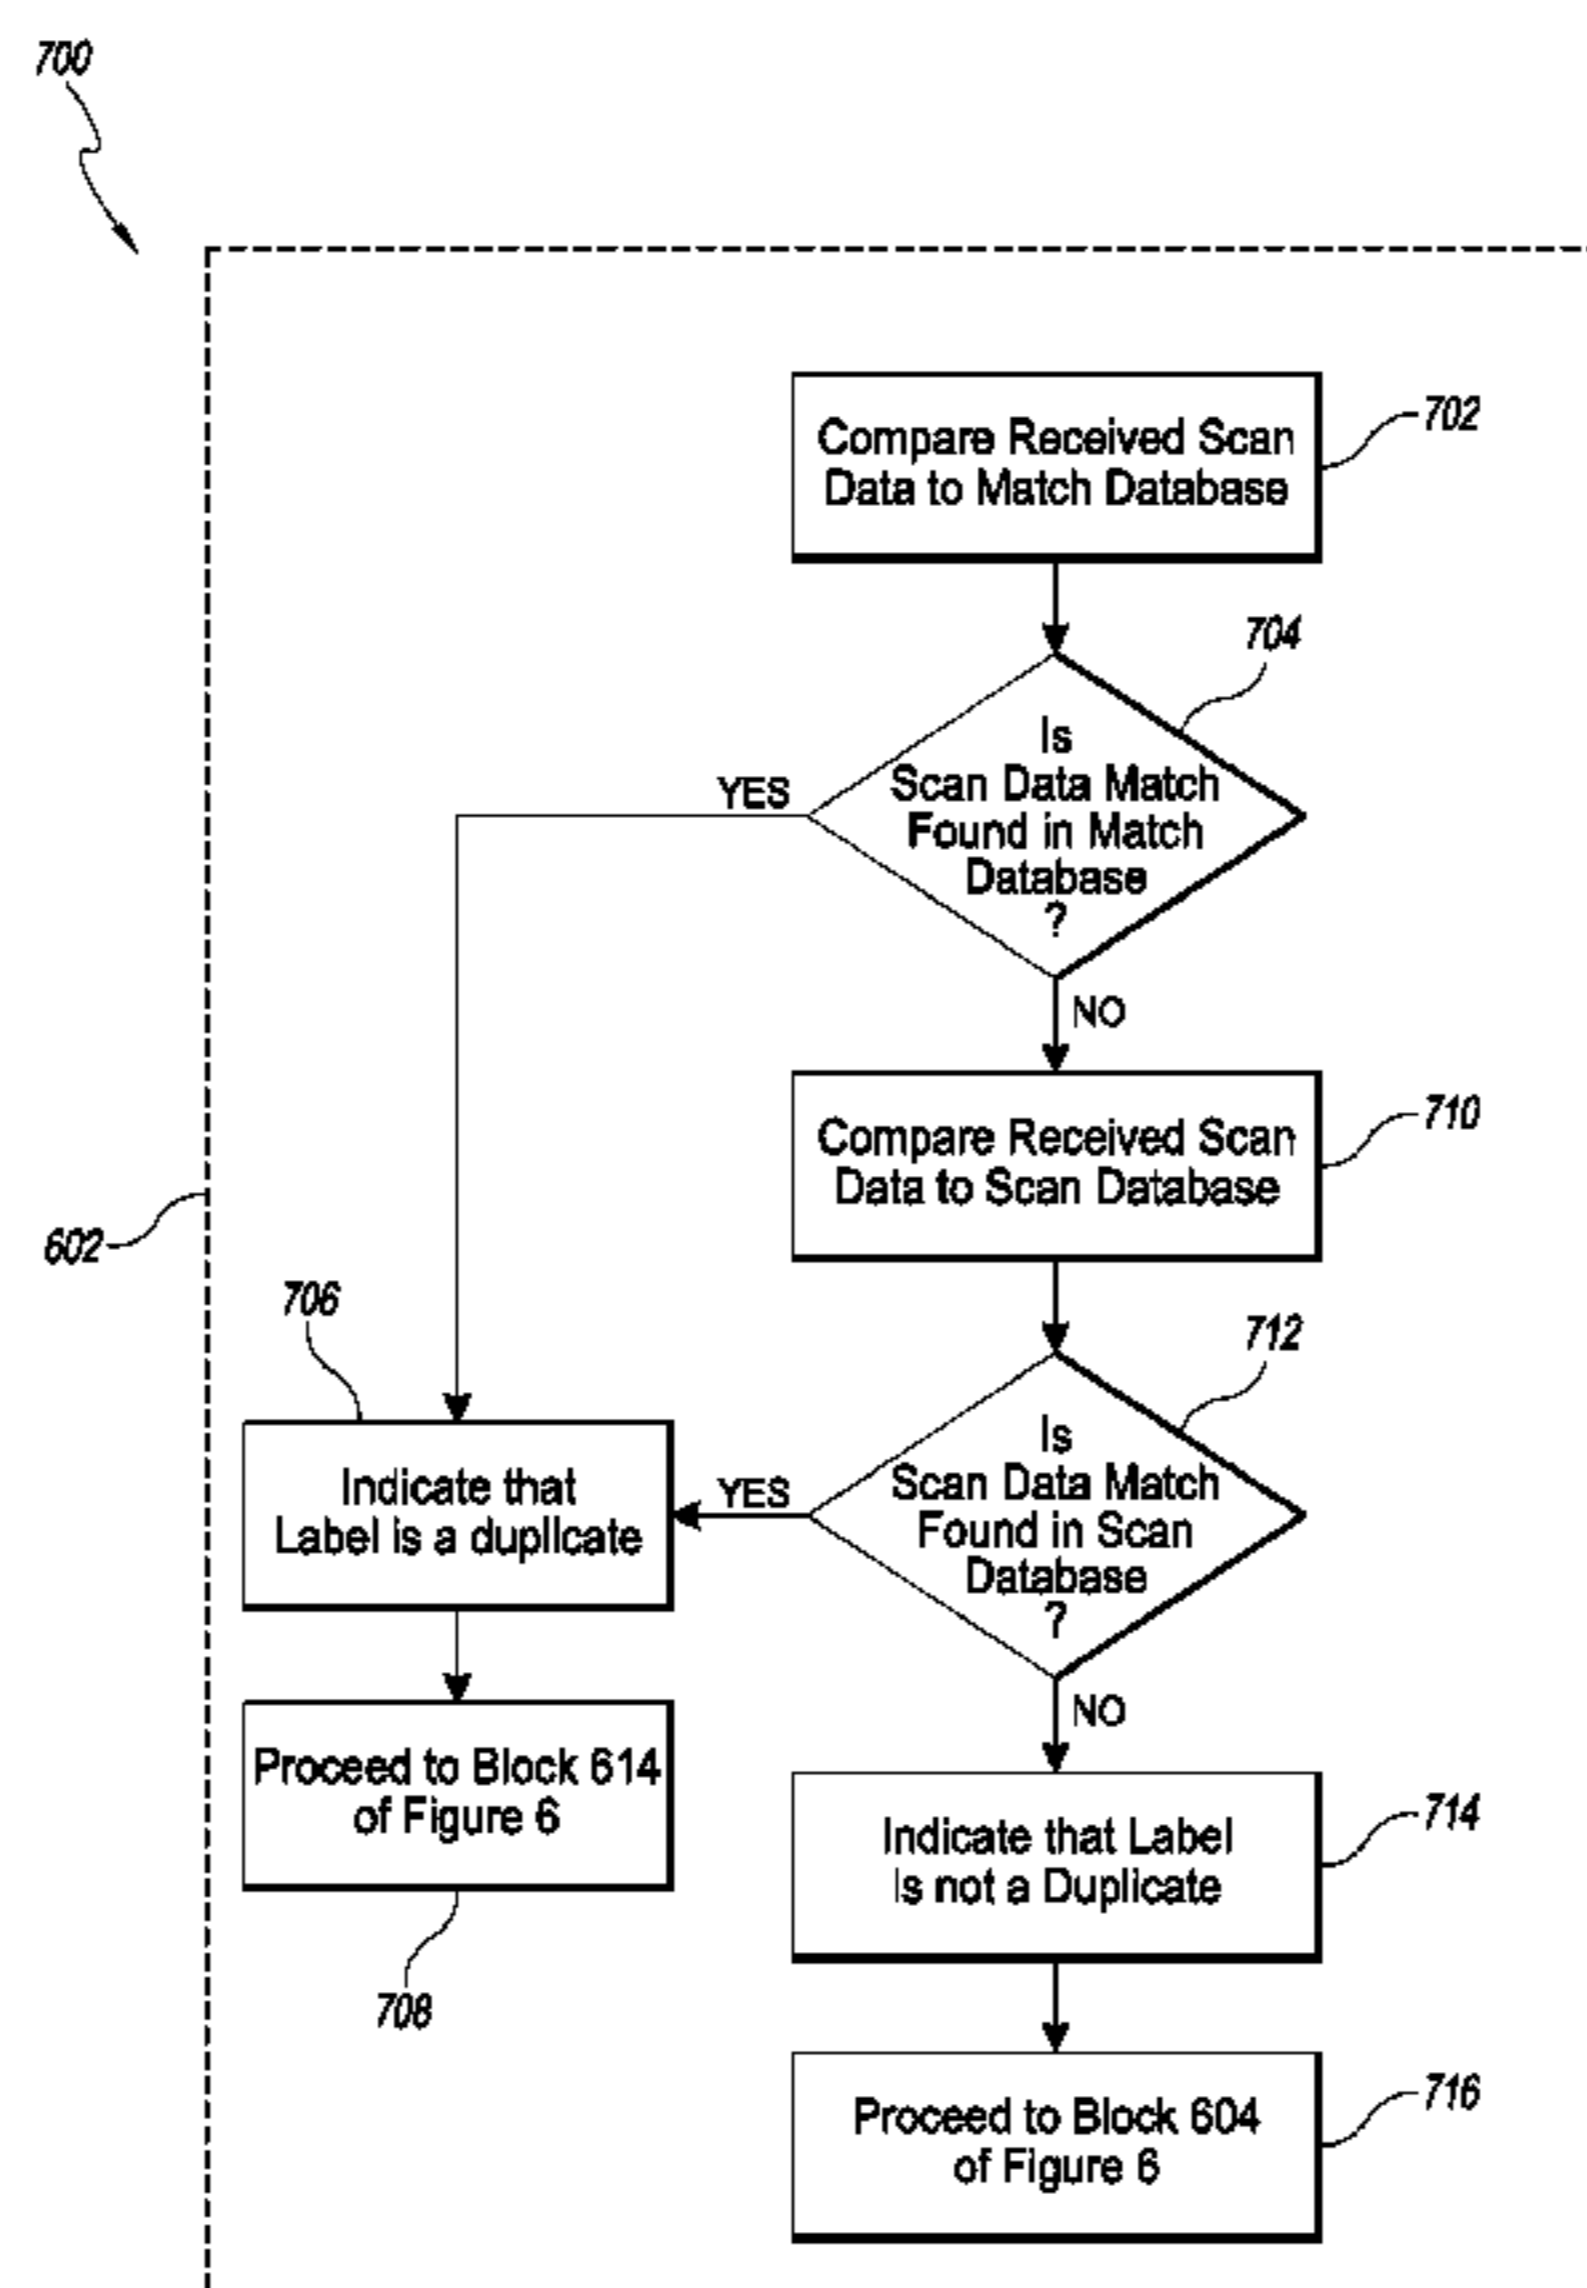 700
Compare Received Scan
Data to Match Database
702
704
Is
Scan Data Match
Found in Match
Database
?
YES
NO
Compare Received Scan
Data to Scan Database
710
602
706
712
Is
Scan Data Match
Found in Scan
Database
?
YES
Indicate that
Label is a duplicate
NO
Proceed to Block 614
of Figure 6
708
Indicate that Label
is not a Duplicate
714
Proceed to Block 604
of Figure 6
716